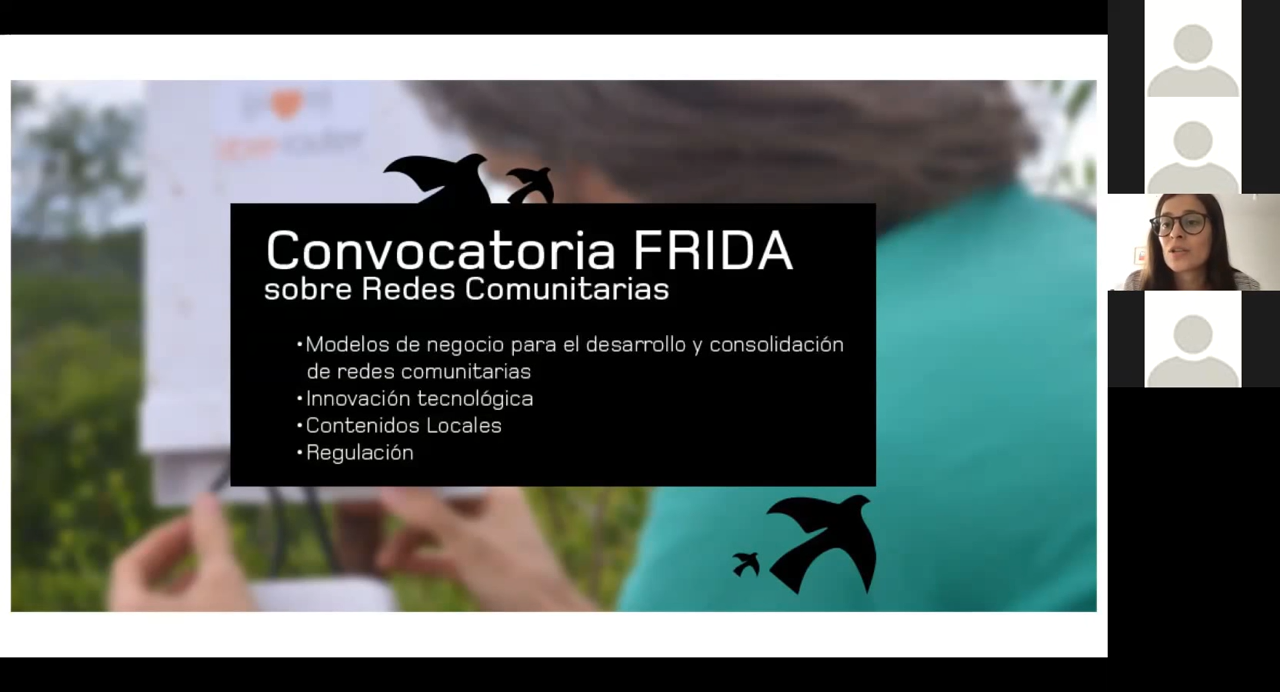 Convocatoria FRIDA
sobre Redes Comunitarias
•Modelos de negocio para el desarrollo y consolidación
de redes comunitarias
•Innovación tecnológica
•Contenidos Locales
•Regulación